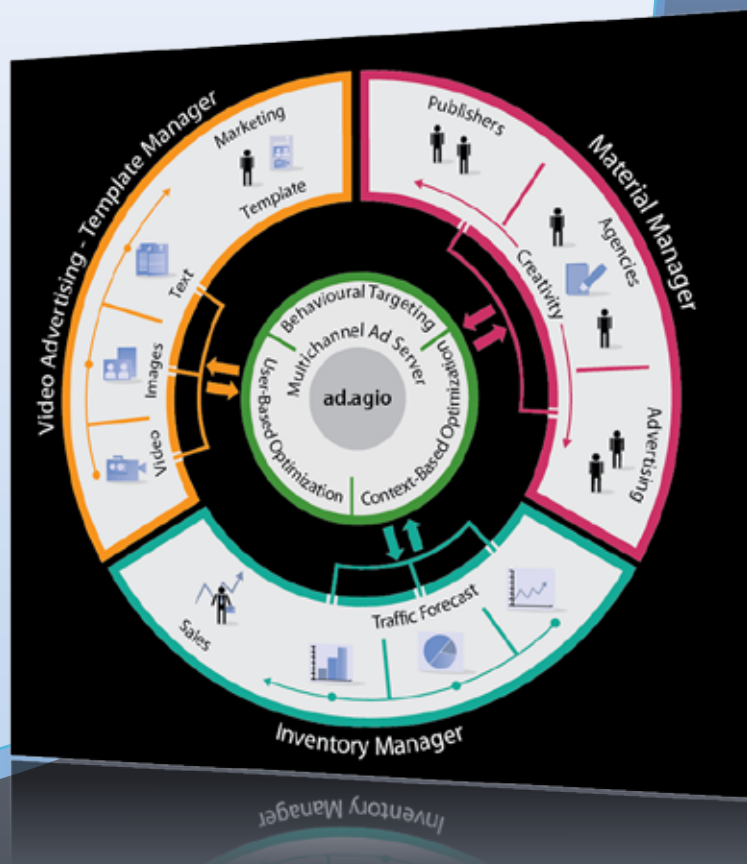 Video Advertising - Template Manager
Marketing
Template
Text
Images
Video
Material Manager
Publishers
Agencies
Creativity
Advertising
Behavioural Targeting
Multichannel Ad Server
ad.agio
User-Based Optimization
Context-Based Optimization
Traffic Forecast
Sales
Inventory Manager
Inventory Manager